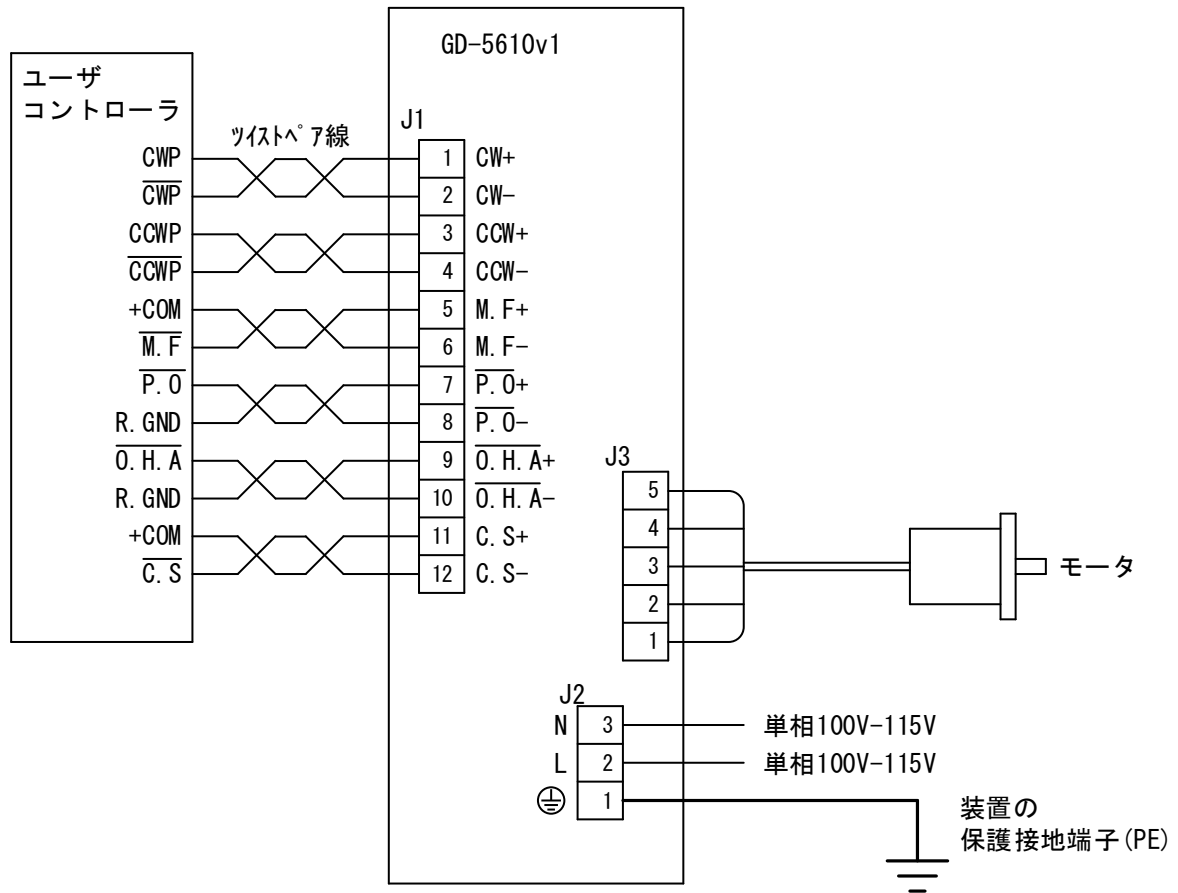 GD-5610v1
ユーザ
コントローラ
ツイストペア線
J1
CWP 1 CW+
C̅W̅P̅ 2 CW-
CCWP 3 CCW+
C̅C̅W̅P̅ 4 CCW-
+COM 5 M.F+
M̅.̅F̅ 6 M.F-
P̅.̅O̅ 7 P̅.̅O̅+
R.GND 8 P̅.̅O̅-
O̅.̅H̅.̅A̅ 9 O̅.̅H̅.̅A̅+
R.GND 10 O̅.̅H̅.̅A̅-
+COM 11 C.S+
C̅.̅S̅ 12 C.S-
J3
5
4
3
2
1
モータ
J2
N 3 単相100V-115V
L 2 単相100V-115V
1
装置の
保護接地端子(PE)